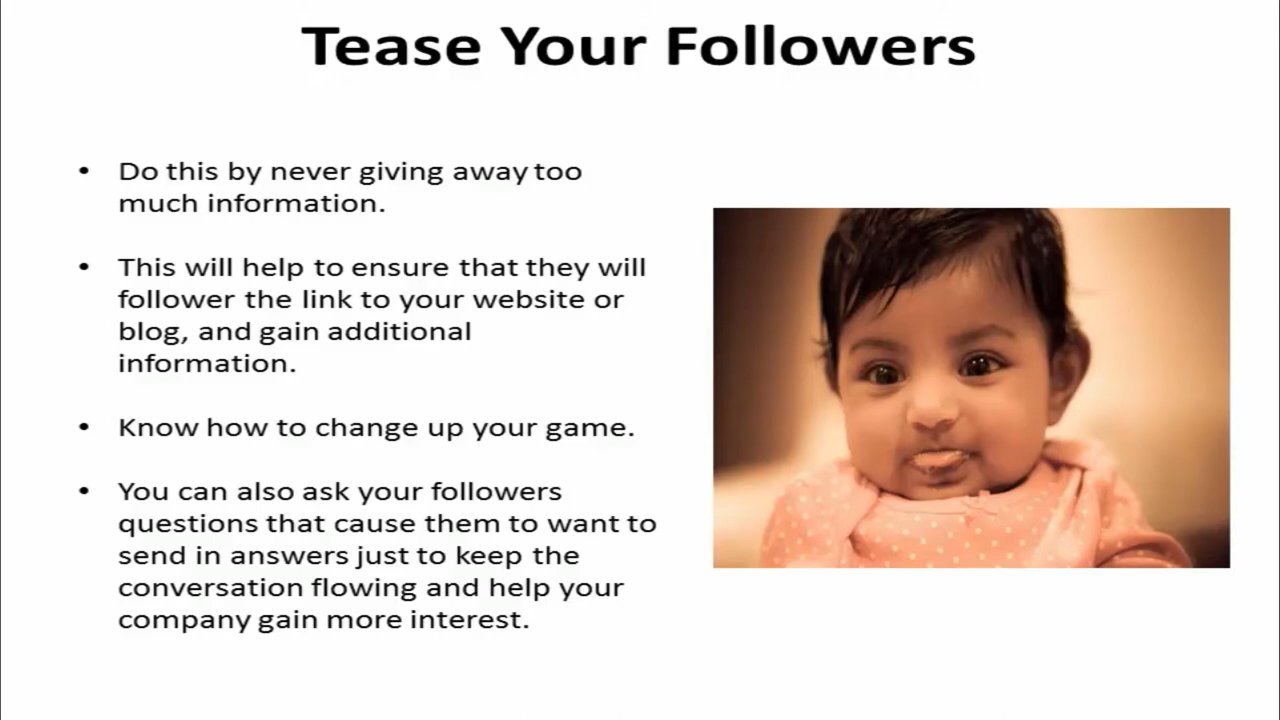 Tease Your Followers
• Do this by never giving away too
much information.
• This will help to ensure that they will
follower the link to your website or
blog, and gain additional
information.
• Know how to change up your game.
• You can also ask your followers
questions that cause them to want to
send in answers just to keep the
conversation flowing and help your
company gain more interest.